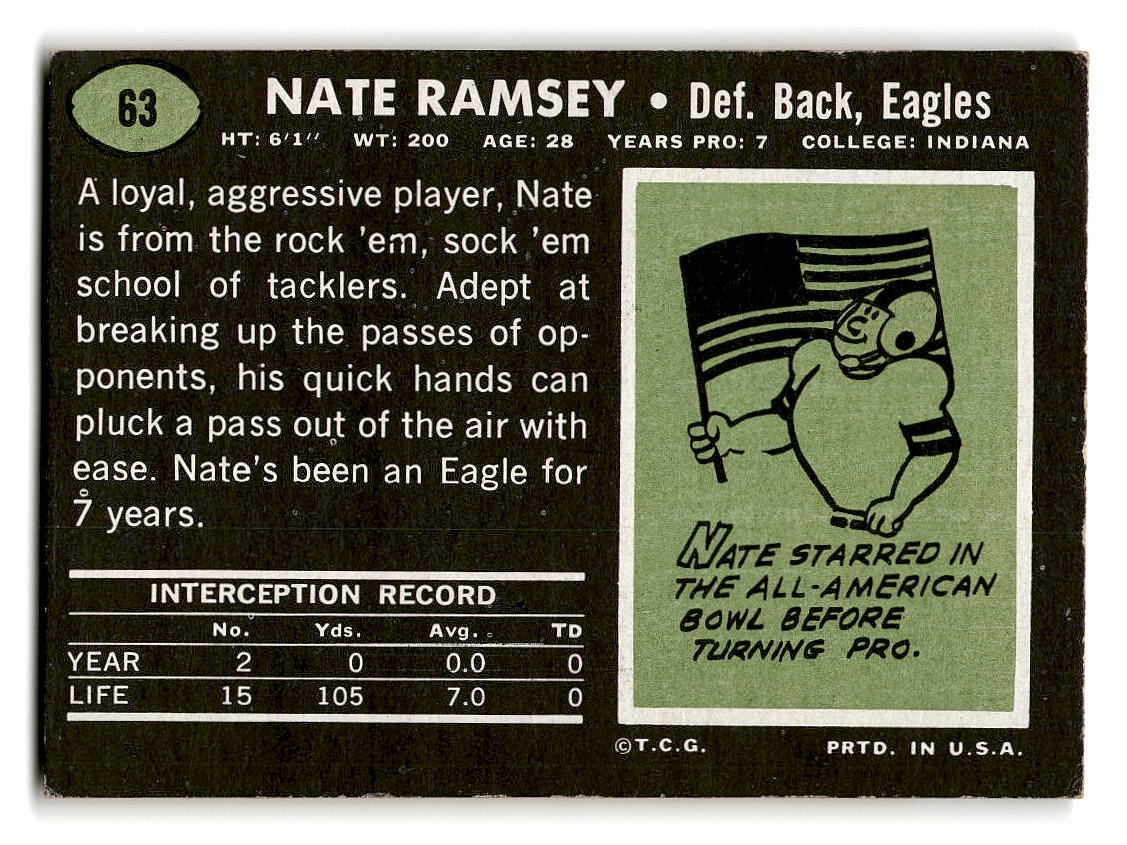 63
NATE RAMSEY • Def. Back, Eagles
HT: 6'1" WT: 200 AGE: 28 YEARS PRO: 7 COLLEGE: INDIANA
A loyal, aggressive player, Nate
is from the rock 'em, sock 'em
school of tacklers. Adept at
breaking up the passes of op-
ponents, his quick hands can
pluck a pass out of the air with
ease. Nate's been an Eagle for
7 years.
INTERCEPTION RECORD
No. Yds. Avg. TD
YEAR 2 0 0.0 0
LIFE 15 105 7.0 0
NATE STARRED IN
THE ALL-AMERICAN
BOWL BEFORE
TURNING PRO.
©T.C.G. PRTD. IN U.S.A.